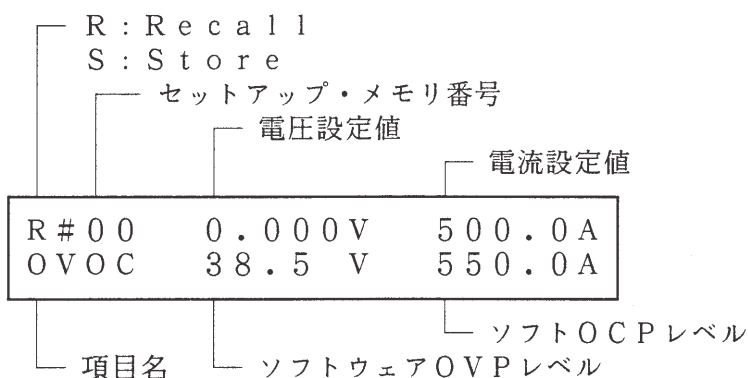 R:Recall
S:Store
セットアップ・メモリ番号
電圧設定値
電流設定値
R#00 0.000V 500.0A
OVOC 38.5 V 550.0A
ソフトOCPレベル
項目名 ソフトウェアOVPレベル